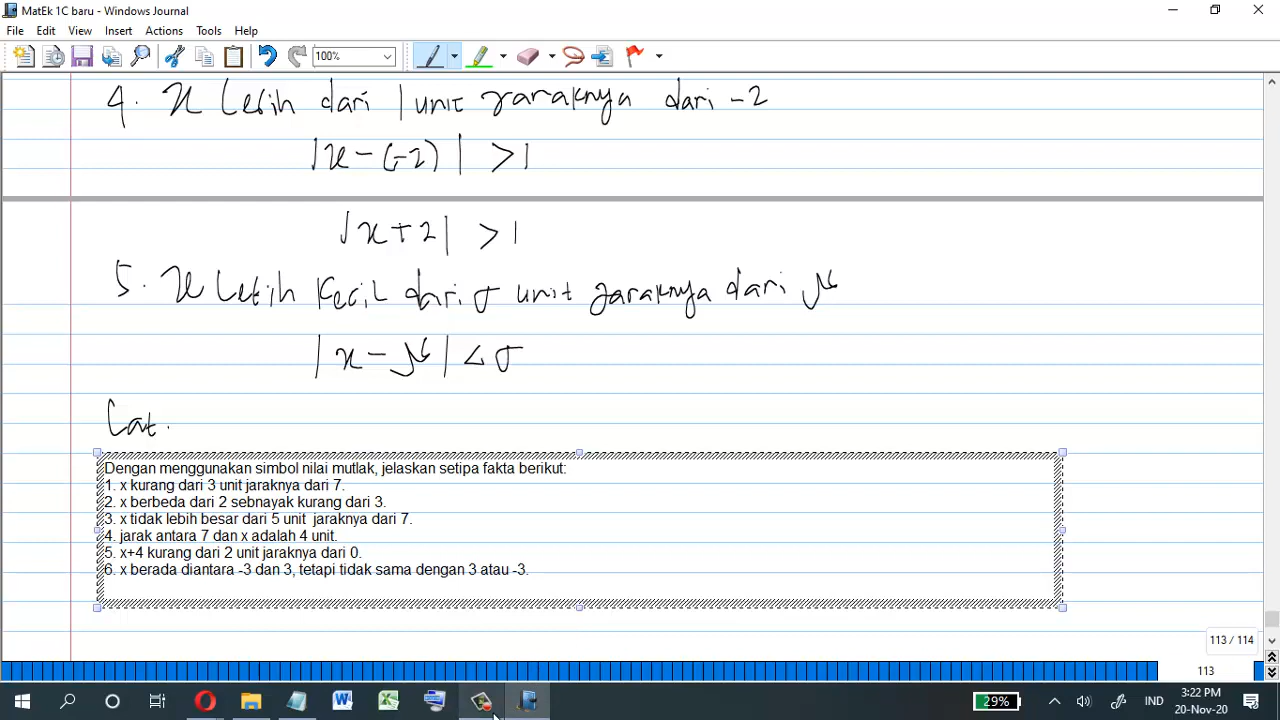 MatEk 1C baru - Windows Journal
File Edit View Insert Actions Tools Help
100%
4. x lebih dari 1 unit jaraknya dari -2
|x-(-2)| >1
|x+2| >1
5. x lebih kecil dari σ unit jaraknya dari μ
|x-μ| <σ
Lat.
Dengan menggunakan simbol nilai mutlak, jelaskan setipa fakta berikut:
1. x kurang dari 3 unit jaraknya dari 7.
2. x berbeda dari 2 sebnayak kurang dari 3.
3. x tidak lebih besar dari 5 unit  jaraknya dari 7.
4. jarak antara 7 dan x adalah 4 unit.
5. x+4 kurang dari 2 unit jaraknya dari 0.
6. x berada diantara -3 dan 3, tetapi tidak sama dengan 3 atau -3.
113 / 114
113
29% IND 3:22 PM
20-Nov-20